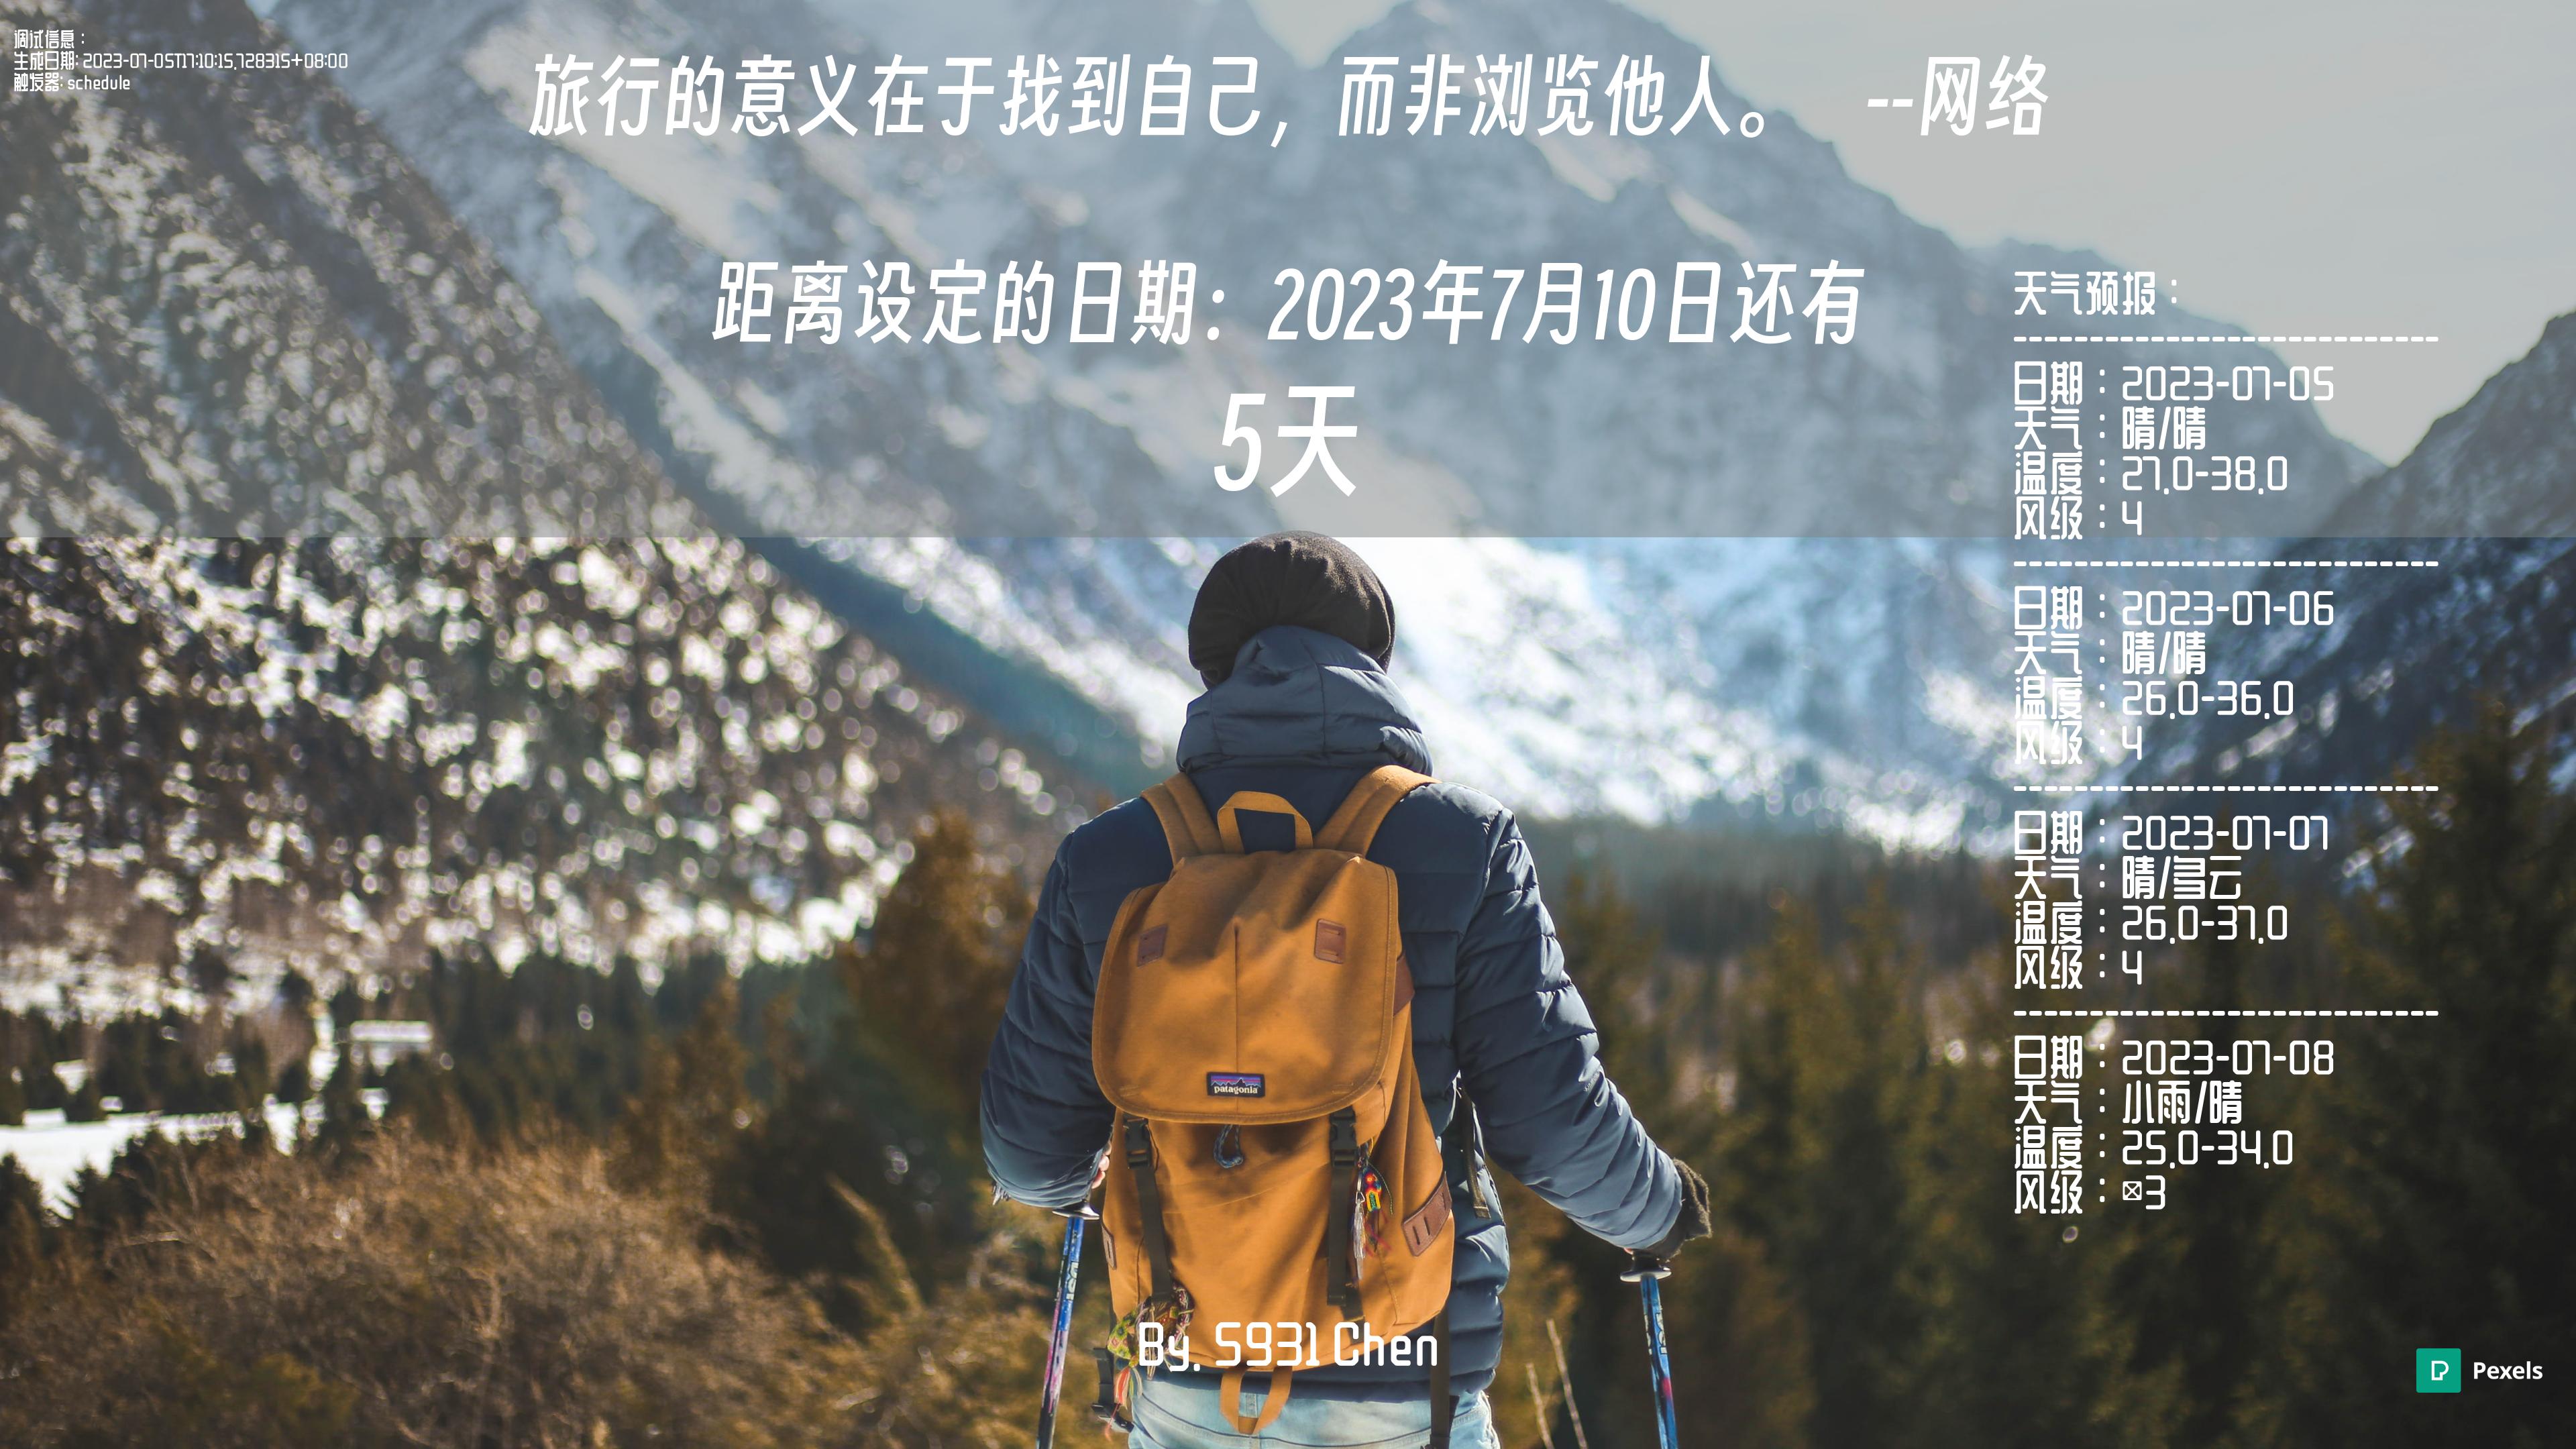 调试信息：
生成日期: 2023-07-05T17:10:15.728315+08:00
触发器: schedule
旅行的意义在于找到自己，而非浏览他人。 --网络
距离设定的日期：2023年7月10日还有
5天
天气预报：
------------------------------
日期：2023-07-05
天气：晴/晴
温度：27.0-38.0
风级：4
------------------------------
日期：2023-07-06
天气：晴/晴
温度：26.0-36.0
风级：4
------------------------------
日期：2023-07-07
天气：晴/多云
温度：26.0-37.0
风级：4
------------------------------
日期：2023-07-08
天气：小雨/晴
温度：25.0-34.0
风级：☒3
patagonia
By. S931 Chen
Pexels